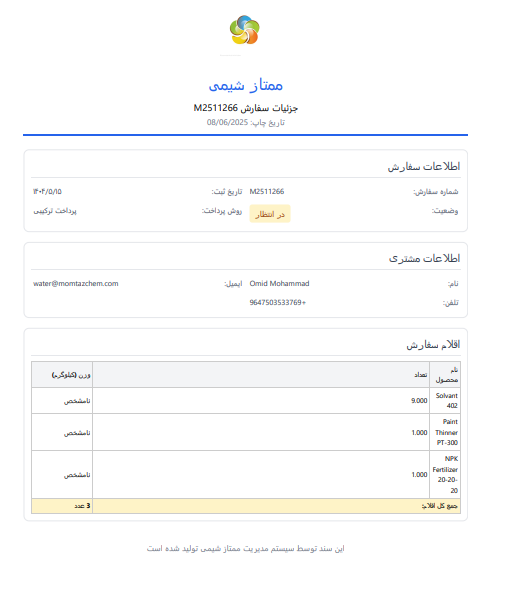 ممتاز شیمی
جزئیات سفارش M2511266
تاریخ چاپ: 08/06/2025
اطلاعات سفارش
شماره سفارش: M2511266 تاریخ ثبت: ۱۴۰۴/۵/۱۵
وضعیت: در انتظار روش پرداخت: پرداخت ترکیبی
اطلاعات مشتری
نام: Omid Mohammad ایمیل: water@momtazchem.com
تلفن: 9647503533769+
اقلام سفارش
نام محصول تعداد وزن (کیلوگرم)
Solvant 402 9.000 نامشخص
Paint Thinner PT-300 1.000 نامشخص
NPK Fertilizer 20-20-20 1.000 نامشخص
جمع کل اقلام: 3 عدد
این سند توسط سیستم مدیریت ممتاز شیمی تولید شده است